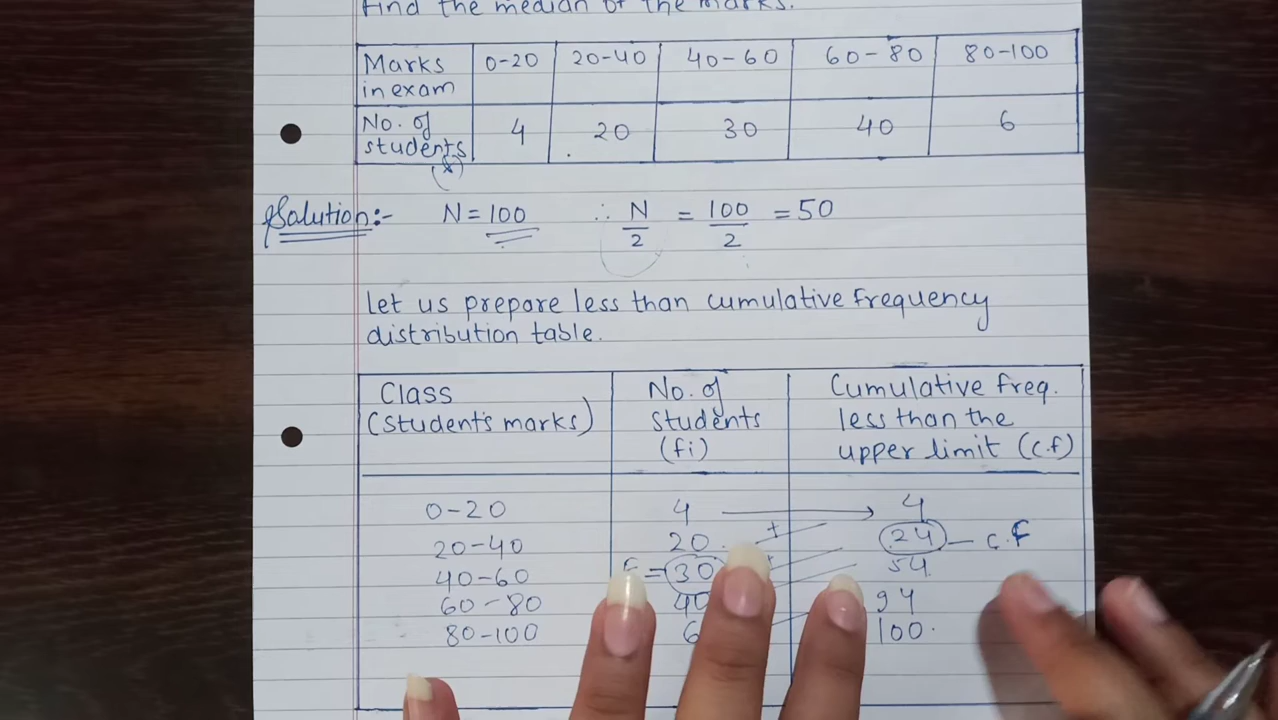 Find the median of the marks.
Marks in exam 0-20 20-40 40-60 60-80 80-100
No. of students 4 20 30 40 6
Solution:- N = 100 ∴ N/2 = 100/2 = 50
Let us prepare less than cumulative frequency
distribution table.
Class No. of Cumulative freq.
(Student's marks) students less than the
(fi) upper limit (c.f)
0-20 4 4
20-40 20 + 24 - c.f
40-60 f = 30 + 54
60-80 40 94
80-100 6 100.